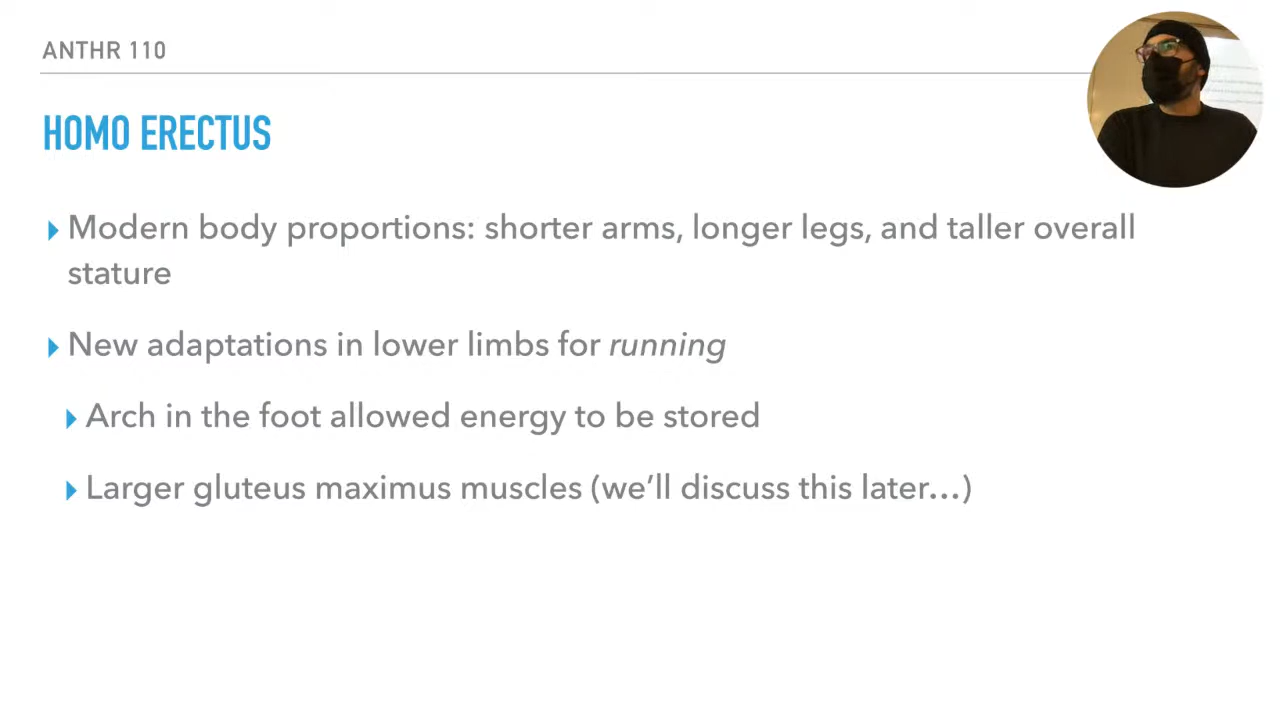 ANTHR 110
HOMO ERECTUS
▸ Modern body proportions: shorter arms, longer legs, and taller overall
stature
▸ New adaptations in lower limbs for running
▸ Arch in the foot allowed energy to be stored
▸ Larger gluteus maximus muscles (we’ll discuss this later…)